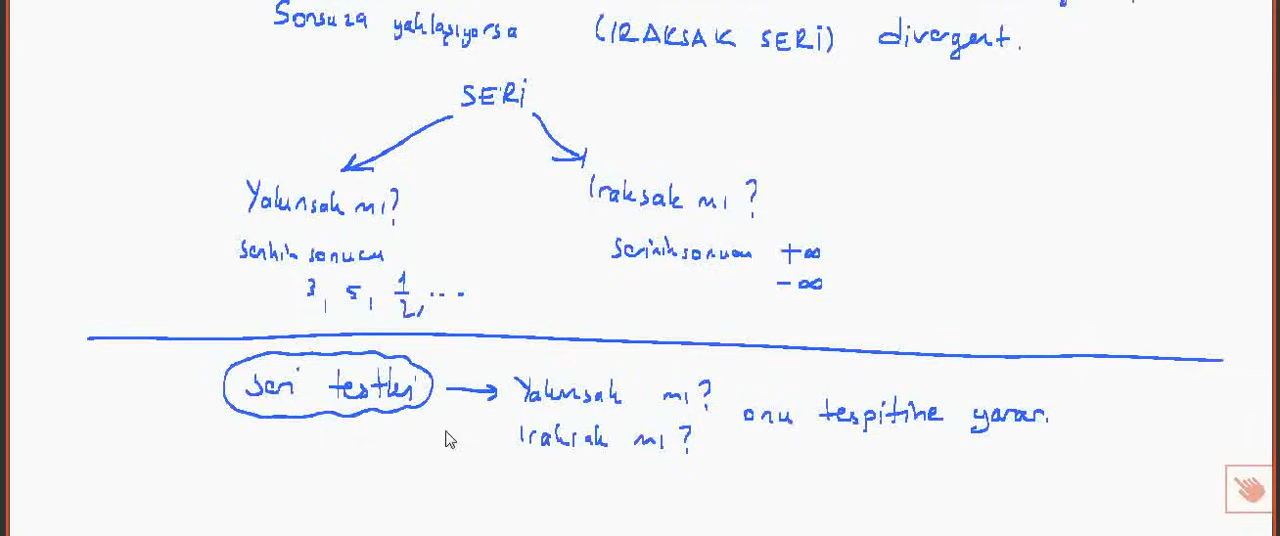 Sonsuza yaklaşıyorsa (IRAKSAK SERİ) divergent.
SERİ
Yakınsak mı? Iraksak mı?
Serinin sonucu Serinin sonucu +∞
3, 5, 1/2, ... -∞
Seri testleri → Yakınsak mı? onu tespitine yarar.
Iraksak mı?